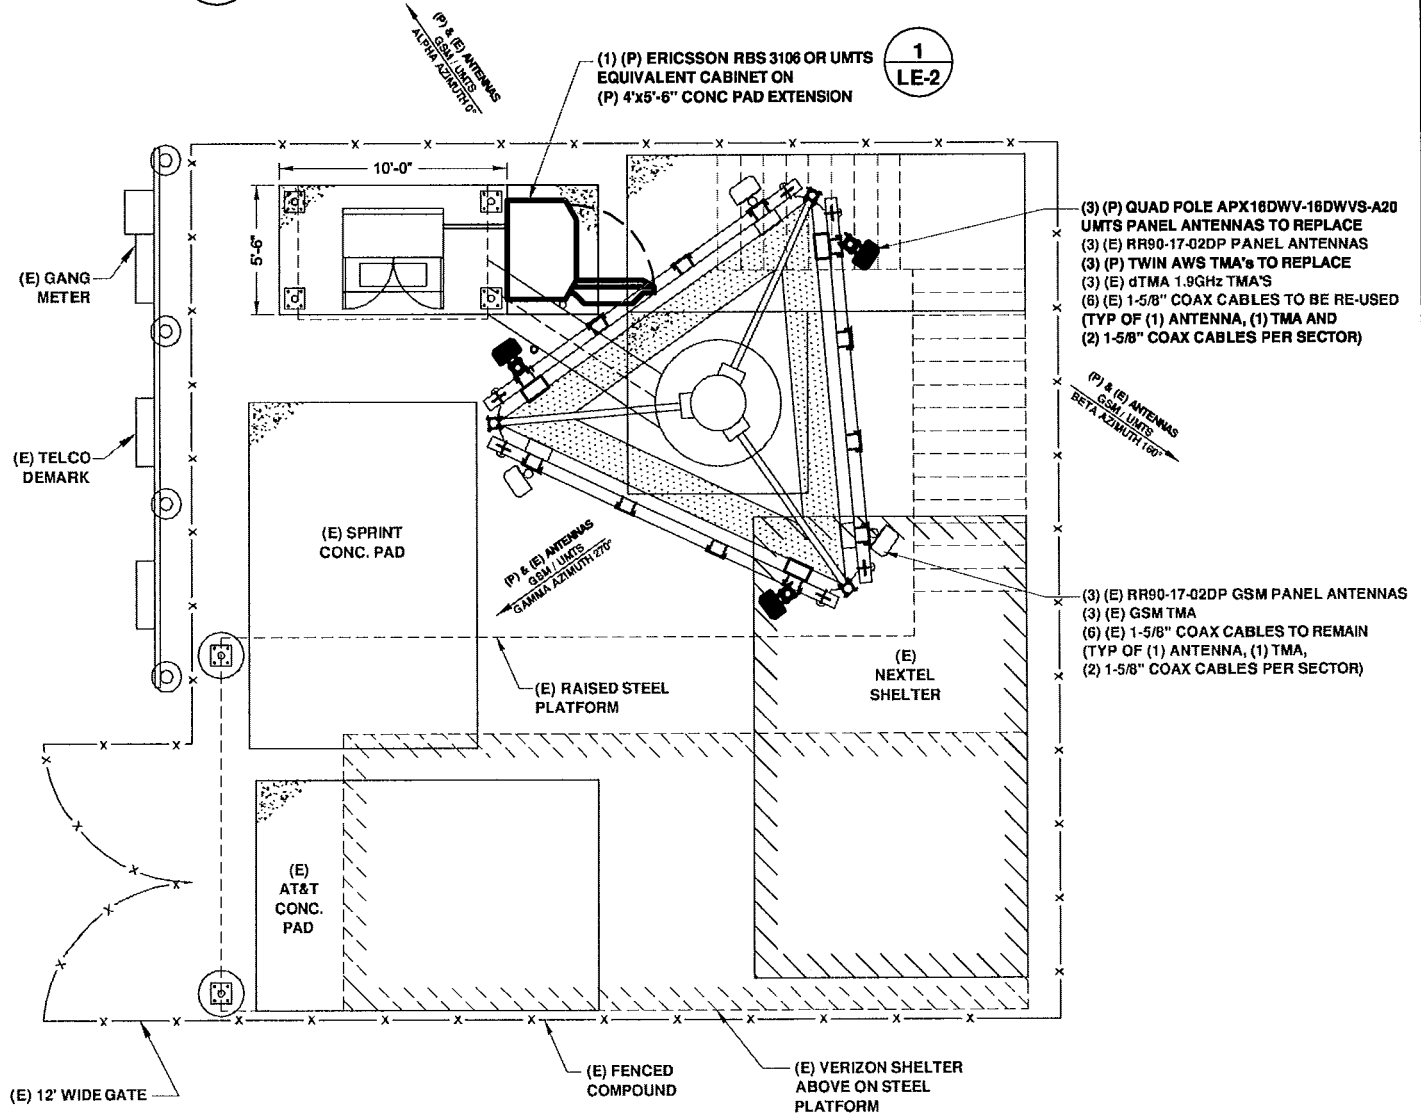 (P) & (E) ANTENNAS
GSM / UMTS
ALPHA AZIMUTH 0°
(1) (P) ERICSSON RBS 3106 OR UMTS
EQUIVALENT CABINET ON
(P) 4'x5'-6" CONC PAD EXTENSION
1
LE-2
10'-0"
5'-6"
(E) GANG
METER
(3) (P) QUAD POLE APX16DWV-16DWVS-A20
UMTS PANEL ANTENNAS TO REPLACE
(3) (E) RR90-17-02DP PANEL ANTENNAS
(3) (P) TWIN AWS TMA's TO REPLACE
(3) (E) dTMA 1.9GHz TMA'S
(6) (E) 1-5/8" COAX CABLES TO BE RE-USED
(TYP OF (1) ANTENNA, (1) TMA AND
(2) 1-5/8" COAX CABLES PER SECTOR)
(P) & (E) ANTENNAS
GSM / UMTS
BETA AZIMUTH 160°
(E) TELCO
DEMARK
(E) SPRINT
CONC. PAD
(P) & (E) ANTENNAS
GSM / UMTS
GAMMA AZIMUTH 270°
(3) (E) RR90-17-02DP GSM PANEL ANTENNAS
(3) (E) GSM TMA
(6) (E) 1-5/8" COAX CABLES TO REMAIN
(TYP OF (1) ANTENNA, (1) TMA,
(2) 1-5/8" COAX CABLES PER SECTOR)
(E)
NEXTEL
SHELTER
(E) RAISED STEEL
PLATFORM
(E)
AT&T
CONC.
PAD
(E) 12' WIDE GATE
(E) FENCED
COMPOUND
(E) VERIZON SHELTER
ABOVE ON STEEL
PLATFORM